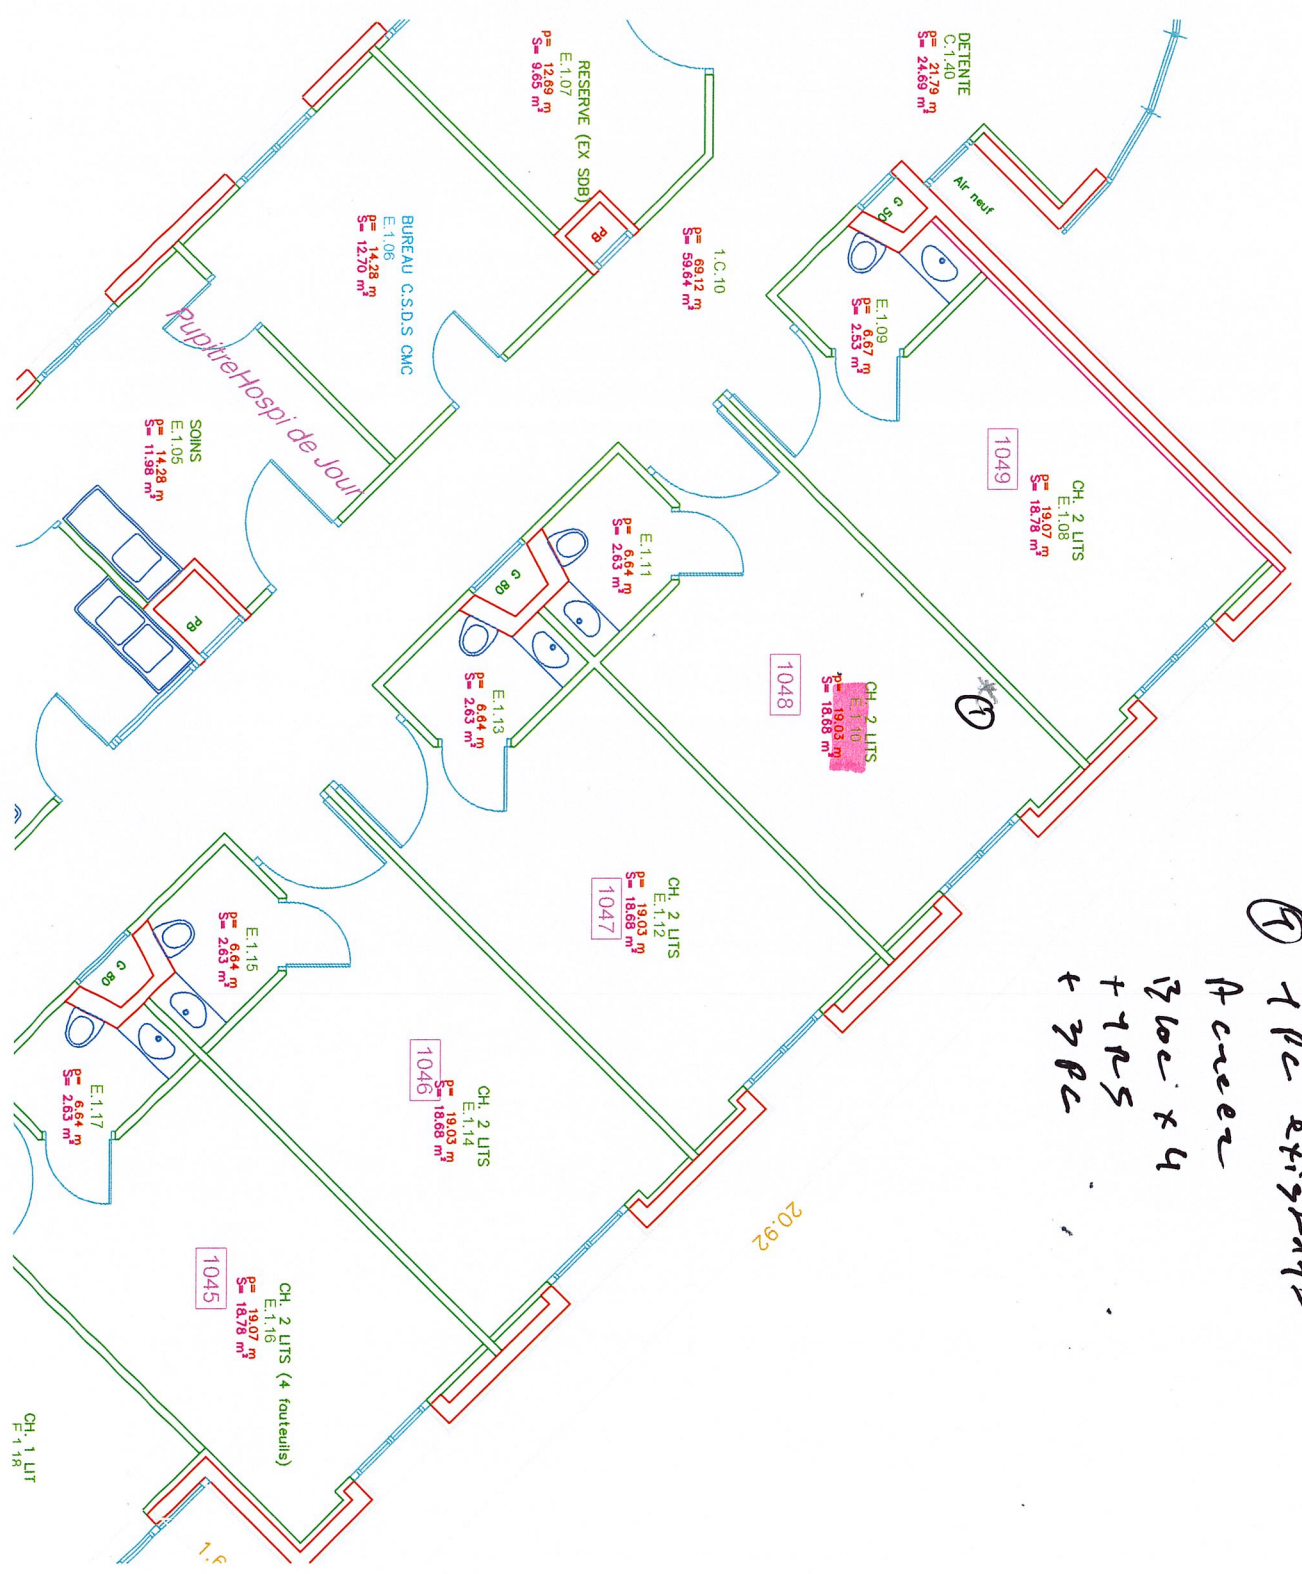 DETENTE
C.1.40
P= 21.79 m
S= 24.69 m²
RESERVE (EX SDB)
E.1.07
P= 12.69 m
S= 9.65 m²
Air neuf
G 50
PB
1.C.10
P= 69.12 m
S= 59.64 m²
BUREAU C.S.D.S CMC
E.1.06
P= 14.28 m
S= 12.70 m²
E.1.09
P= 6.67 m
S= 2.53 m²
PupitreHospi de Jour
SOINS
E.1.05
P= 14.28 m
S= 11.98 m²
PB
1049
CH. 2 LITS
E.1.08
P= 19.07 m
S= 18.78 m²
E.1.11
P= 6.64 m
S= 2.63 m²
G 80
E.1.13
P= 6.64 m
S= 2.63 m²
1048
CH. 2 LITS
E.1.10
P= 19.03 m
S= 18.68 m²
1
CH. 2 LITS
E.1.12
P= 19.03 m
S= 18.68 m²
1047
E.1.15
P= 6.64 m
S= 2.63 m²
G 80
E.1.17
P= 6.64 m
S= 2.63 m²
1046
CH. 2 LITS
E.1.14
P= 19.03 m
S= 18.68 m²
1045
CH. 2 LITS (4 fauteuils)
E.1.16
P= 19.07 m
S= 18.78 m²
CH. 1 LIT
E.1.18
20.92
1 PC
A créer
Bloc x 4
+ 3 PC